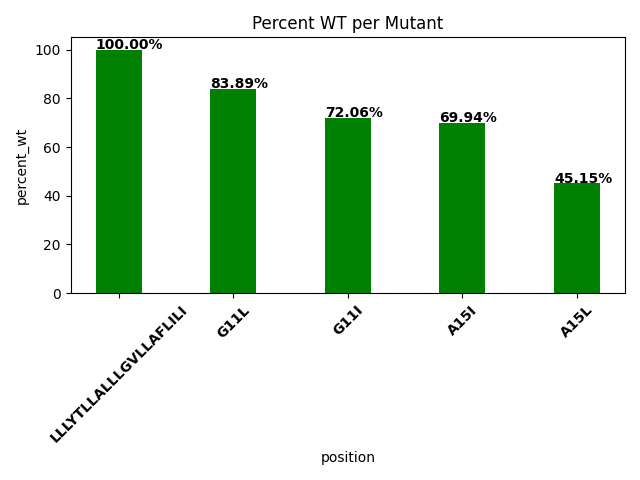 Percent WT per Mutant
percent_wt
100
80
60
40
20
0
100.00%
83.89%
72.06%
69.94%
45.15%
LLLYTLLALLLGVLLAFLILI
G11L
G11I
A15I
A15L
position